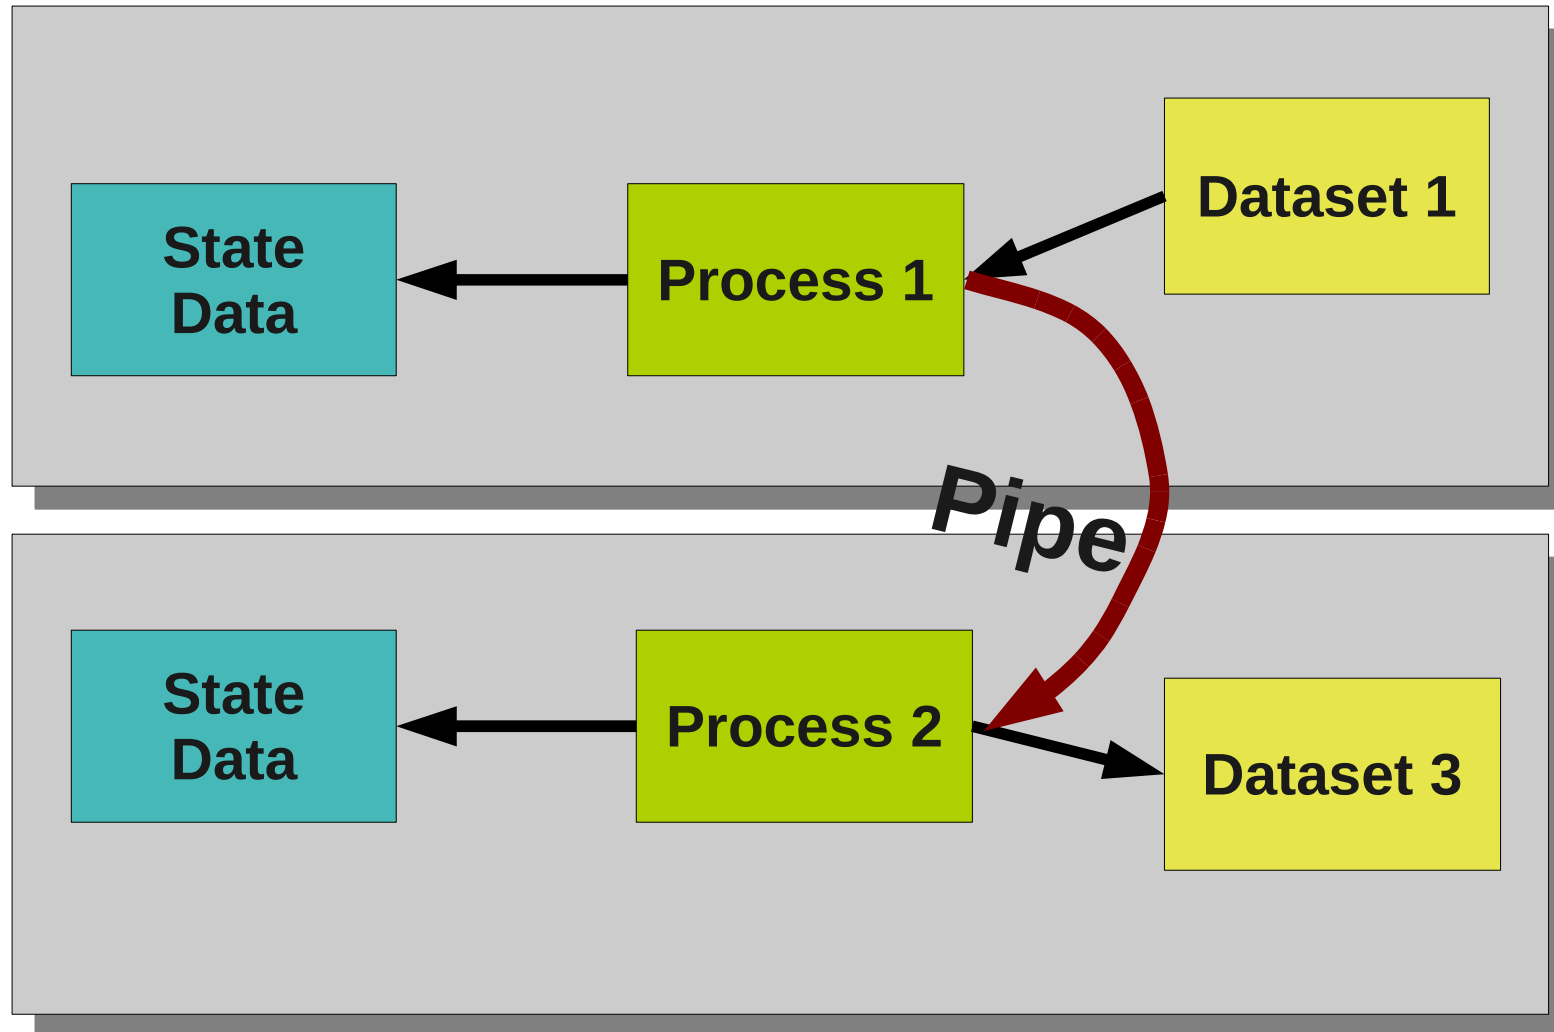 State
Data
Process 1
Dataset 1
Pipe
State
Data
Process 2
Dataset 3